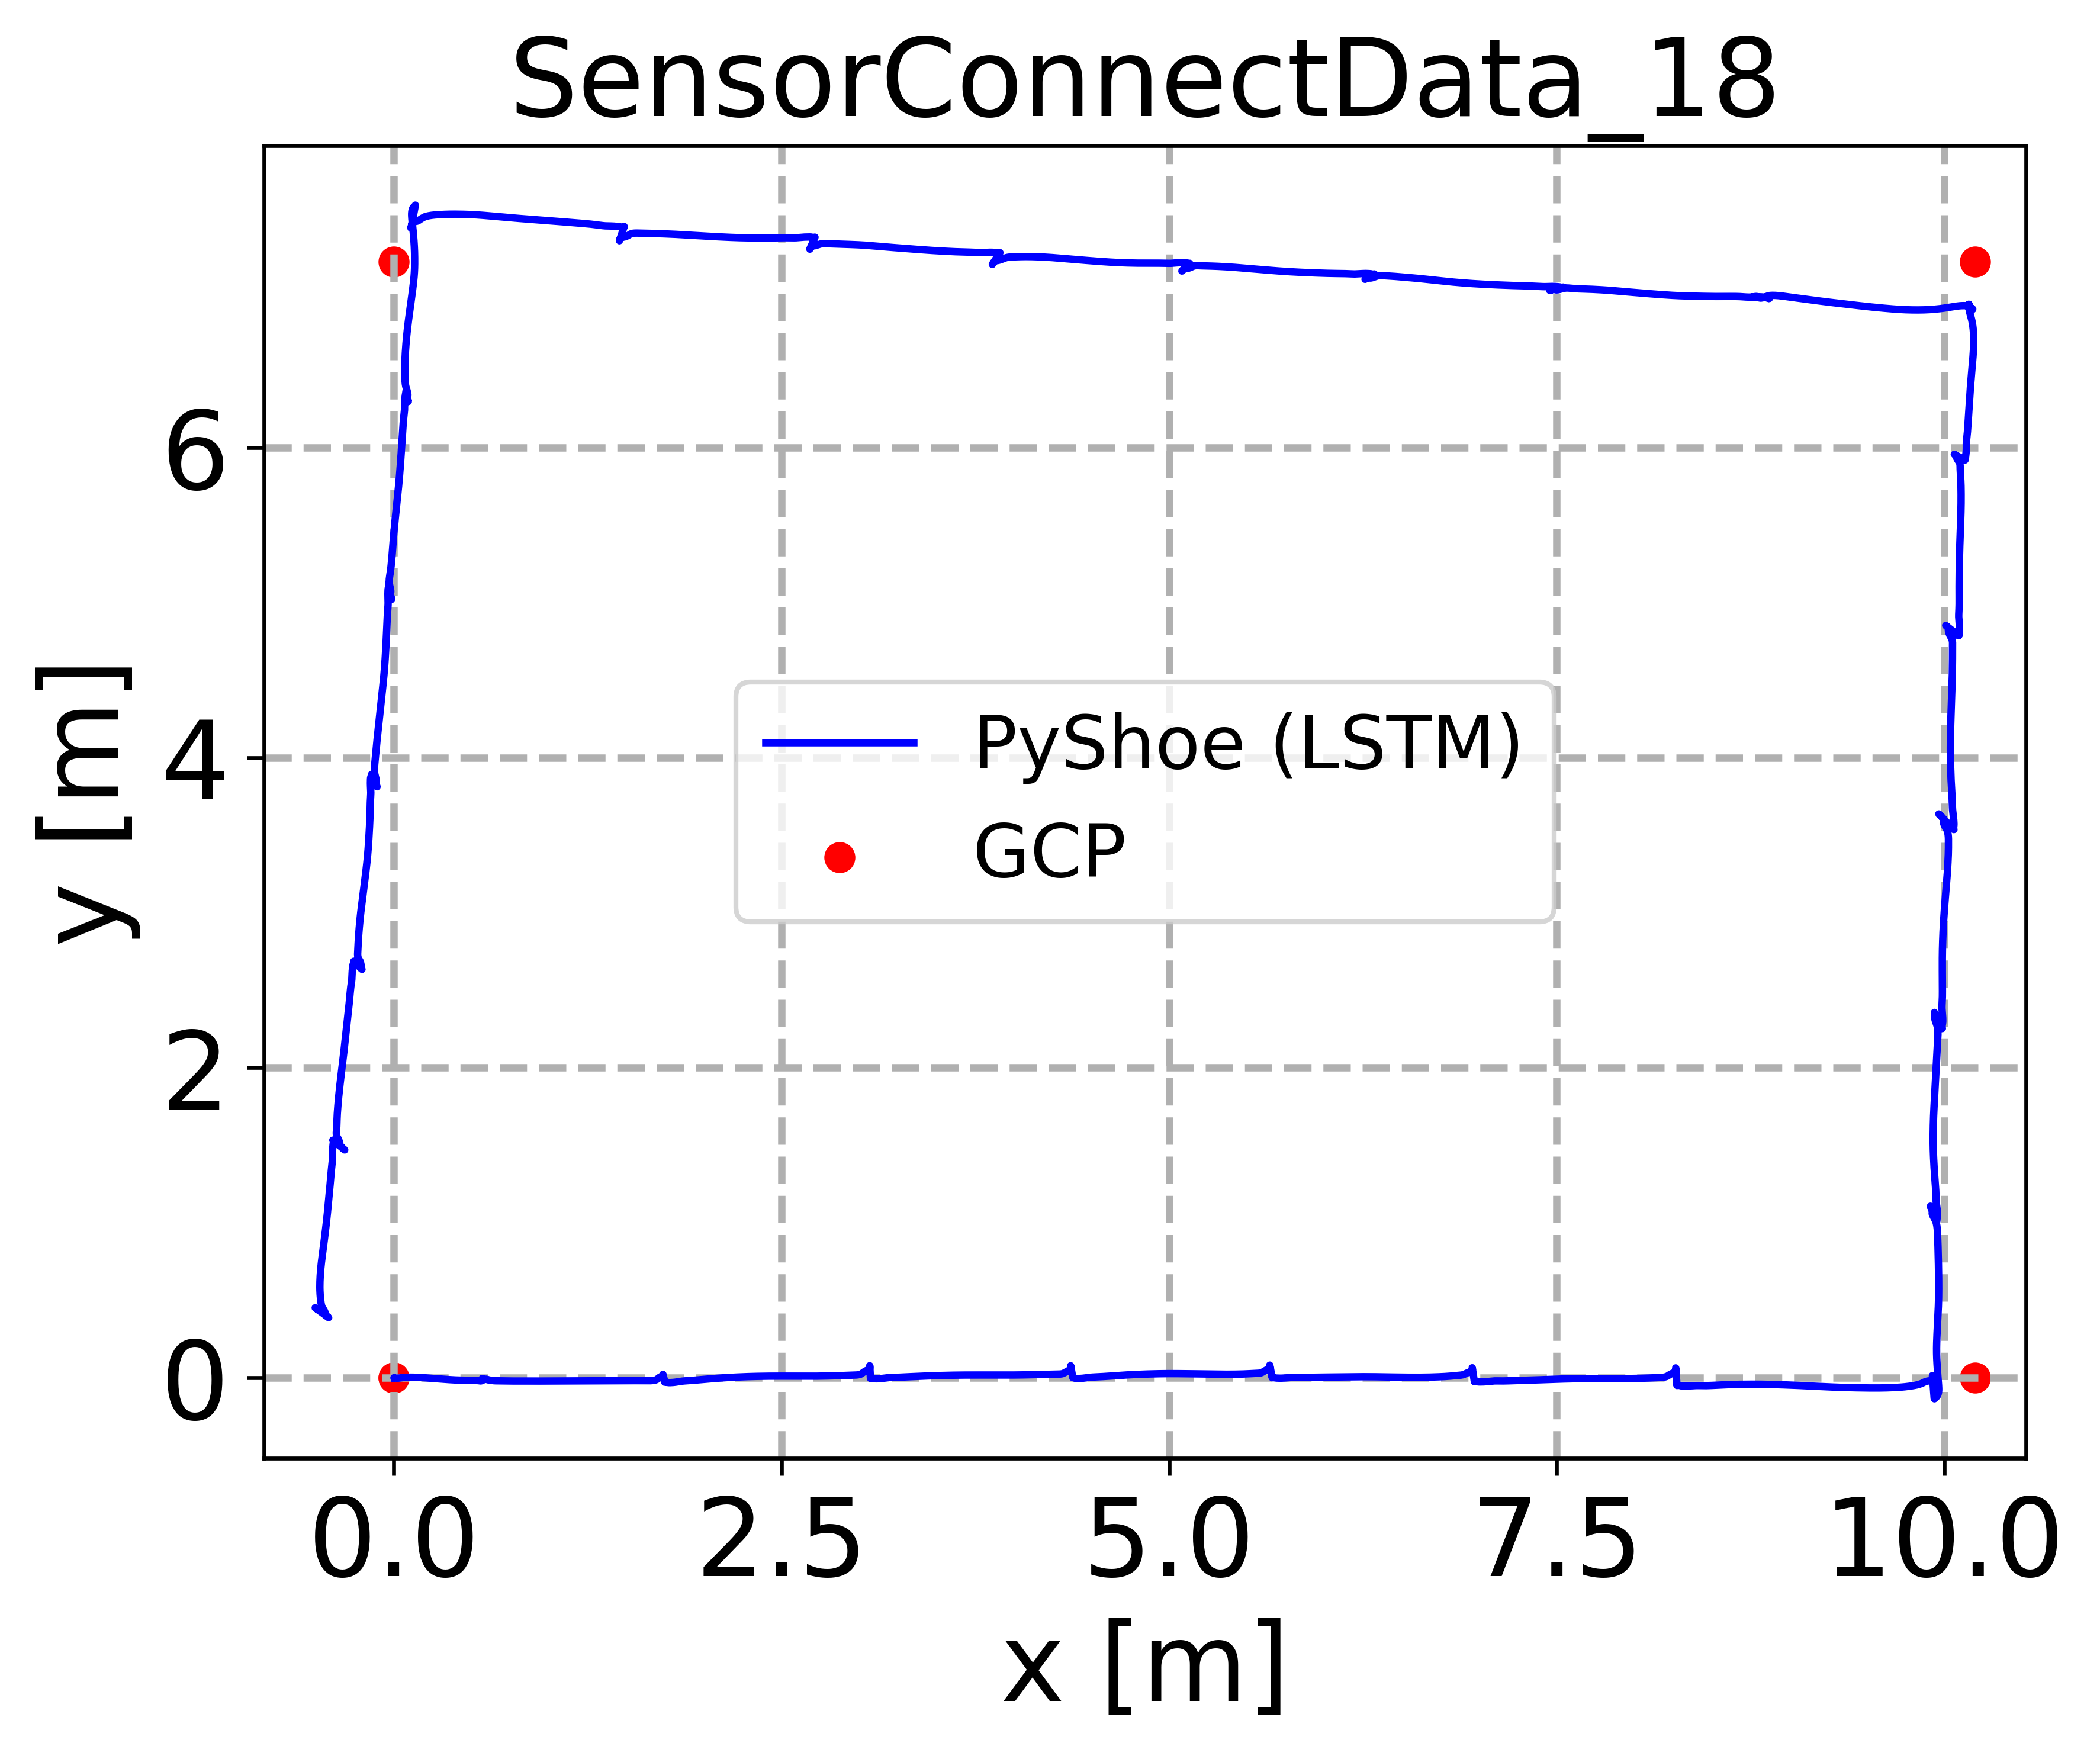 SensorConnectData_18
y [m]
6
4
2
0
PyShoe (LSTM)
GCP
0.0 2.5 5.0 7.5 10.0
x [m]